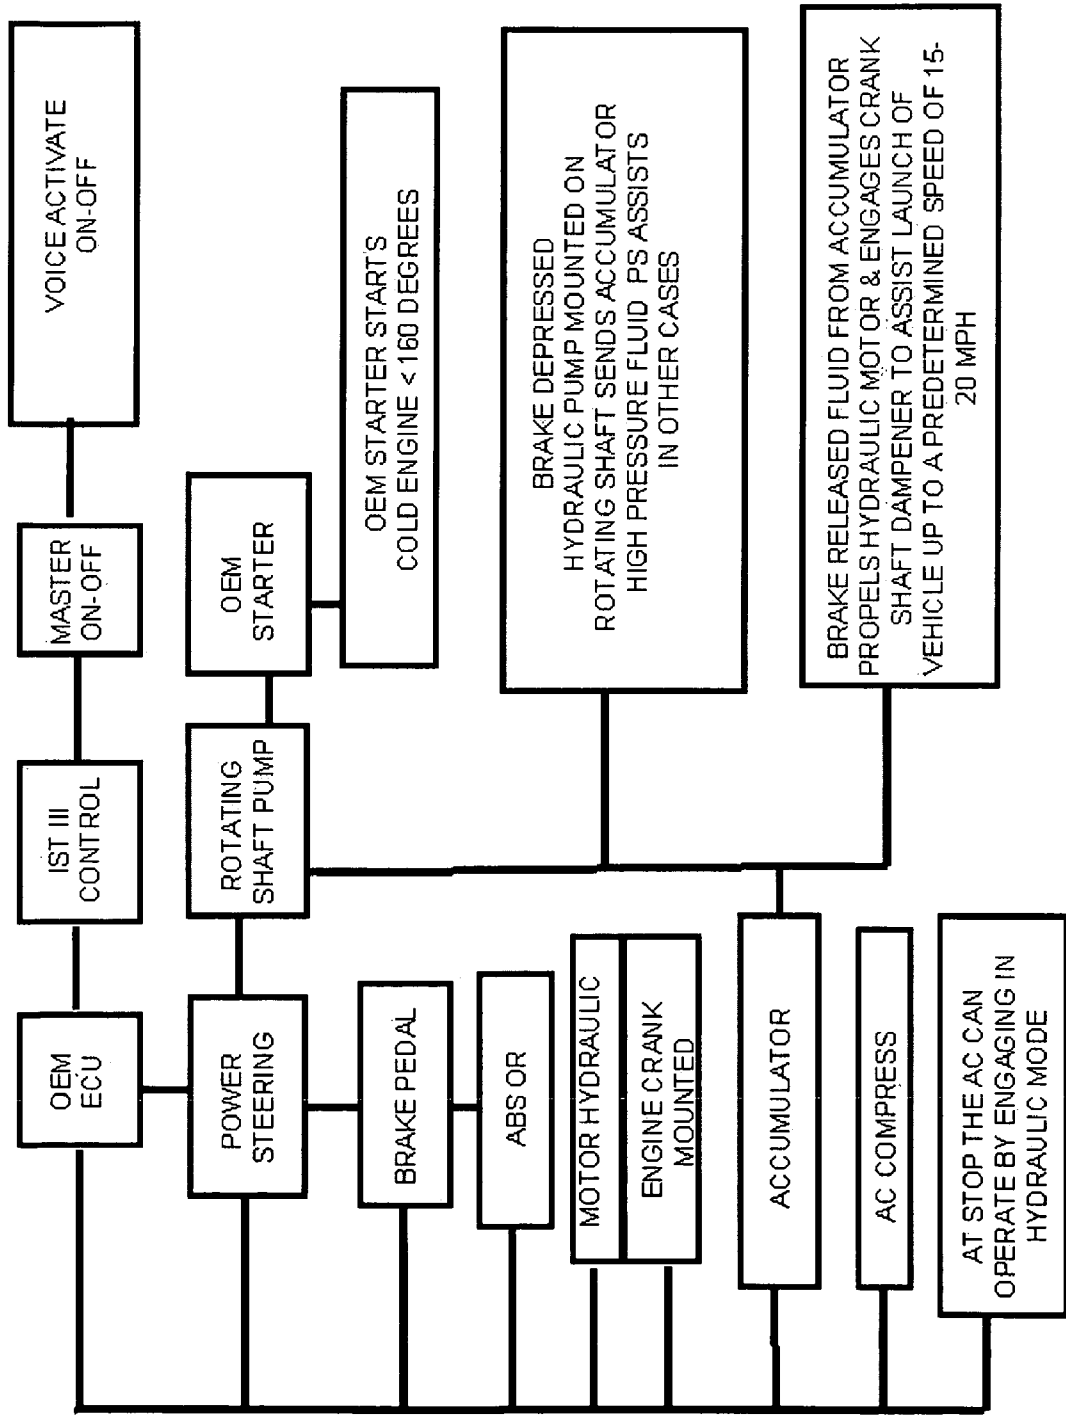 OEM
ECU
IST III
CONTROL
MASTER
ON-OFF
VOICE ACTIVATE
ON-OFF
POWER
STEERING
ROTATING
SHAFT PUMP
OEM
STARTER
OEM STARTER START'S
COLD ENGINE < 160 DEGREES
BRAKE PEDAL
ABS OR
MOTOR HYDRAULIC
ENGINE CRANK
MOUNTED
BRAKE DEPRESSED
HYDRAULIC PUMP MOUNTED ON
ROTATING SHAFT SENDS ACCUMULATOR
HIGH PRESSURE FLUID PS ASSISTS
IN OTHER CASES
ACCUMULATOR
BRAKE RELEASED FLUID FROM ACCUMULATOR
PROPELS HYDRAULIC MOTOR & ENGAGES CRANK
SHAFT DAMPENER TO ASSIST LAUNCH OF
VEHICLE UP TO A PREDETERMINED SPEED OF 15-
20 MPH
AC COMPRESS
AT STOP THE AC CAN
OPERATE BY ENGAGING IN
HYDRAULIC MODE